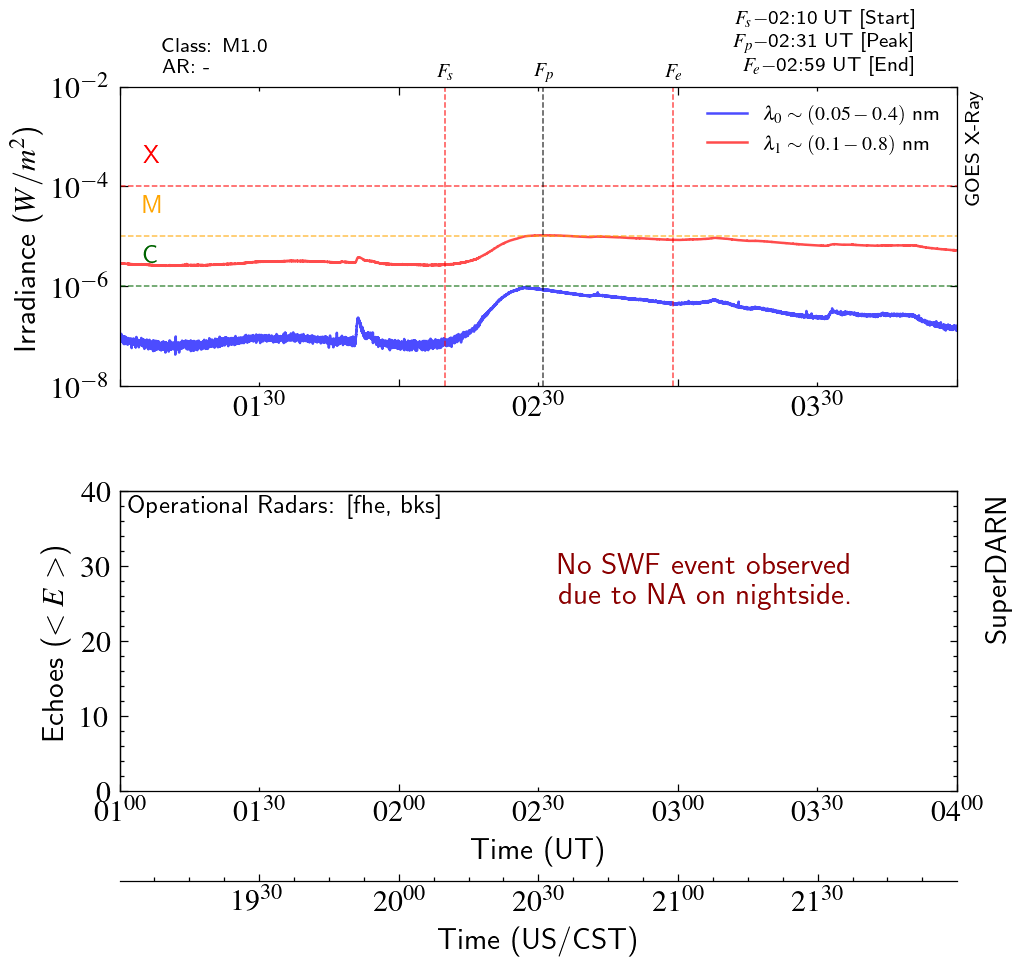 F_s−02:10 UT [Start]
Class: M1.0
F_p−02:31 UT [Peak]
AR: -
F_e−02:59 UT [End]
F_s F_p F_e
10^−2
λ_0 ∼ (0.05 − 0.4) nm
λ_1 ∼ (0.1 − 0.8) nm
GOES X-Ray
X
10^−4
M
Irradiance (W/m^2)
C
10^−6
10^−8
01^30 02^30 03^30
40
Operational Radars: [fhe, bks]
No SWF event observed
due to NA on nightside.
SuperDARN
30
Echoes (< E >)
20
10
0
01^00 01^30 02^00 02^30 03^00 03^30 04^00
Time (UT)
19^30 20^00 20^30 21^00 21^30
Time (US/CST)